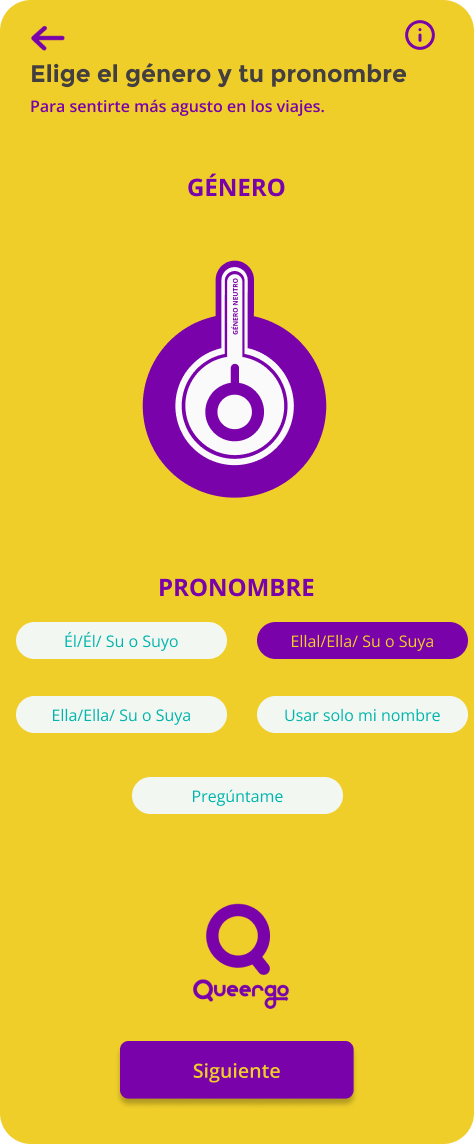 Elige el género y tu pronombre
Para sentirte más agusto en los viajes.
GÉNERO
GÉNERO NEUTRO
PRONOMBRE
Él/Él/ Su o Suyo
Ellal/Ella/ Su o Suya
Ella/Ella/ Su o Suya
Usar solo mi nombre
Pregúntame
Queergo
Siguiente